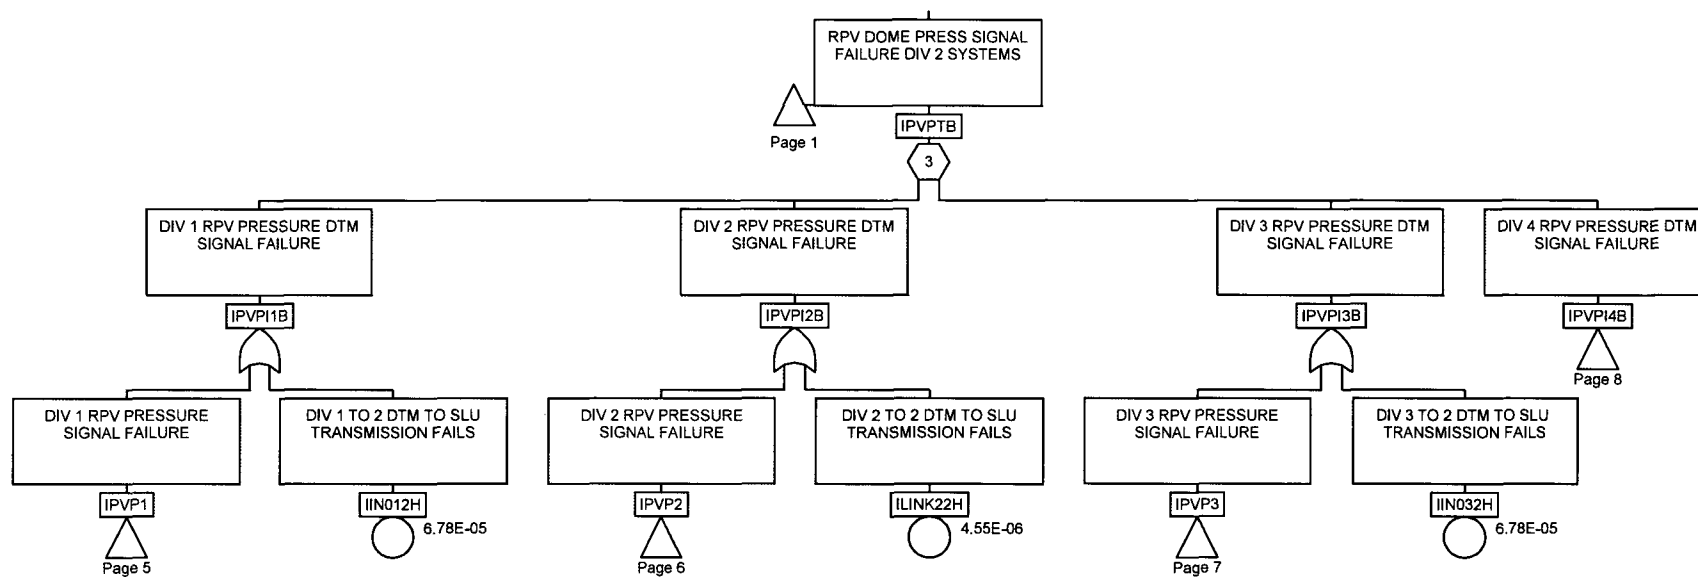 RPV DOME PRESS SIGNAL
FAILURE DIV 2 SYSTEMS
Page 1
IPVPTB
3
DIV 1 RPV PRESSURE DTM
SIGNAL FAILURE
DIV 2 RPV PRESSURE DTM
SIGNAL FAILURE
DIV 3 RPV PRESSURE DTM
SIGNAL FAILURE
DIV 4 RPV PRESSURE DTM
SIGNAL FAILURE
IPVPI1B
IPVPI2B
IPVPI3B
IPVPI4B
Page 8
DIV 1 RPV PRESSURE
SIGNAL FAILURE
DIV 1 TO 2 DTM TO SLU
TRANSMISSION FAILS
DIV 2 RPV PRESSURE
SIGNAL FAILURE
DIV 2 TO 2 DTM TO SLU
TRANSMISSION FAILS
DIV 3 RPV PRESSURE
SIGNAL FAILURE
DIV 3 TO 2 DTM TO SLU
TRANSMISSION FAILS
IPVP1
Page 5
IIN012H
6.78E-05
IPVP2
Page 6
ILINK22H
4.55E-06
IPVP3
Page 7
IIN032H
6.78E-05